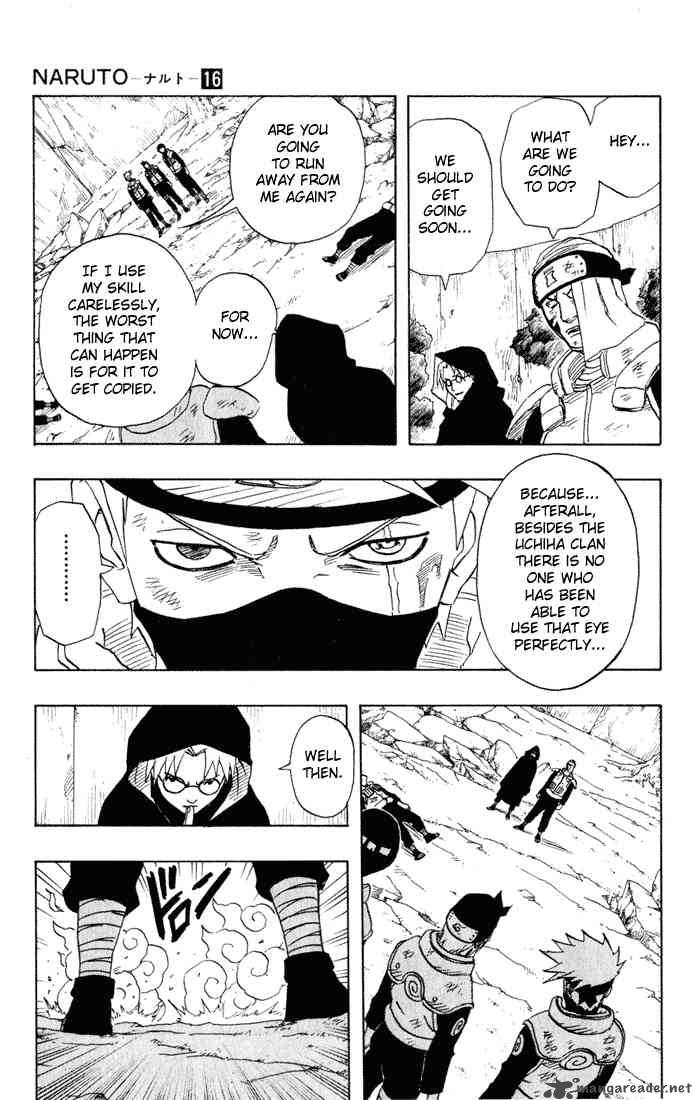 NARUTO -ナルト- 16
HEY...
WHAT
ARE WE
GOING
TO DO?
WE
SHOULD
GET
GOING
SOON...
ARE YOU
GOING
TO RUN
AWAY FROM
ME AGAIN?
FOR
NOW...
IF I USE
MY SKILL
CARELESSLY,
THE WORST
THING THAT
CAN HAPPEN
IS FOR IT TO
GET COPIED.
BECAUSE...
AFTERALL,
BESIDES THE
UCHIHA CLAN
THERE IS NO
ONE WHO
HAS BEEN
ABLE TO
USE THAT EYE
PERFECTLY...
.........
WELL
THEN.
ドロン
mangareader.net